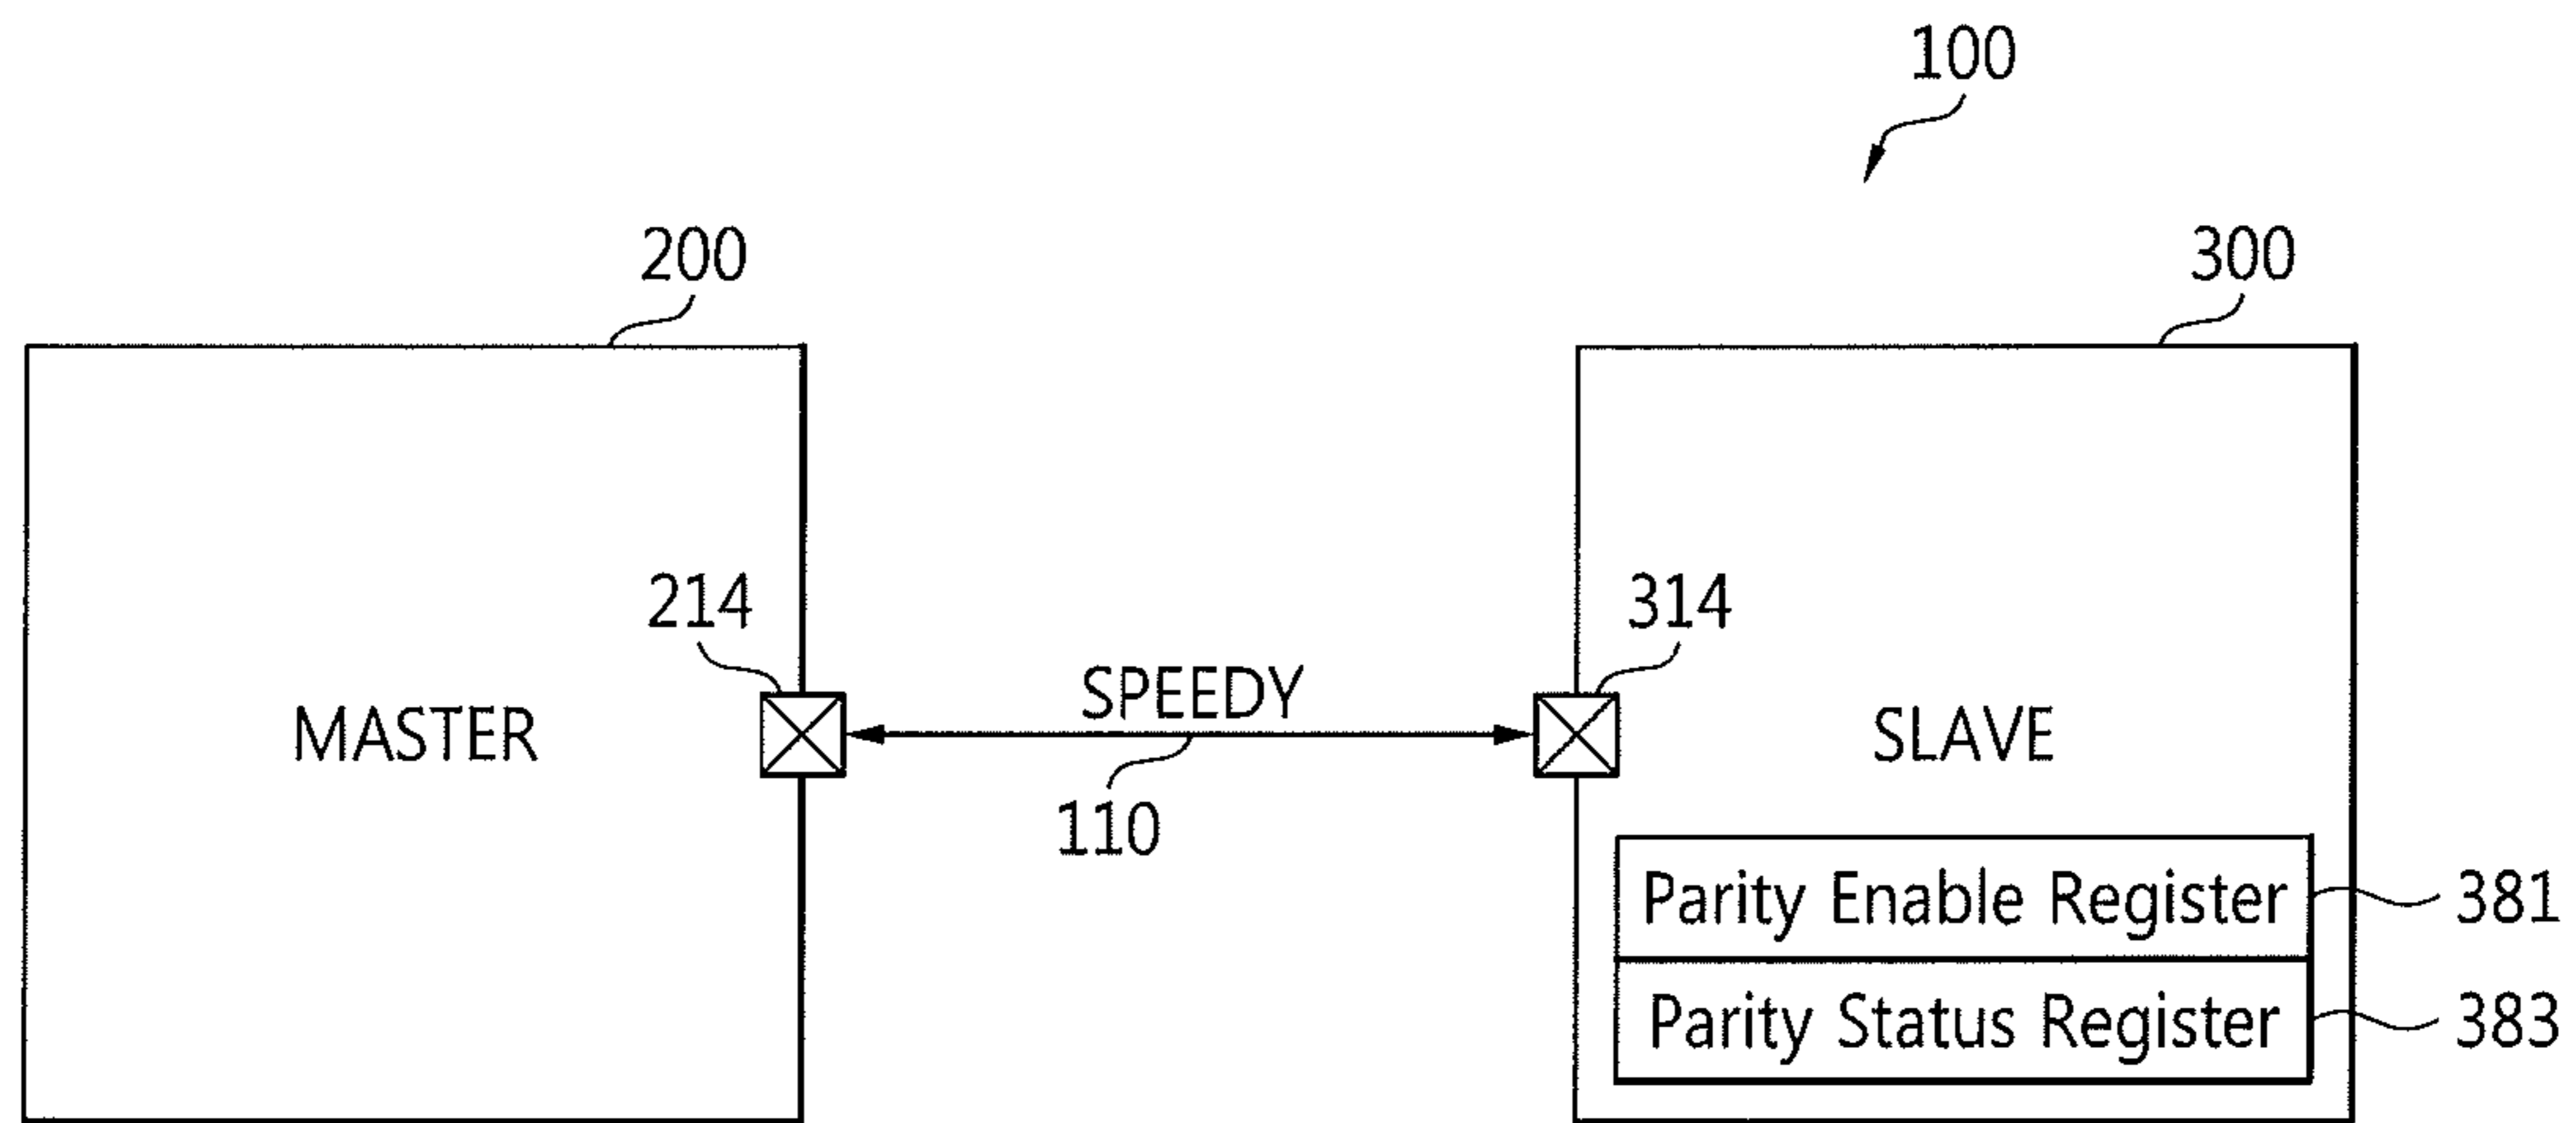 100
200
300
214
314
SPEEDY
MASTER
SLAVE
110
Parity Enable Register
381
Parity Status Register
383